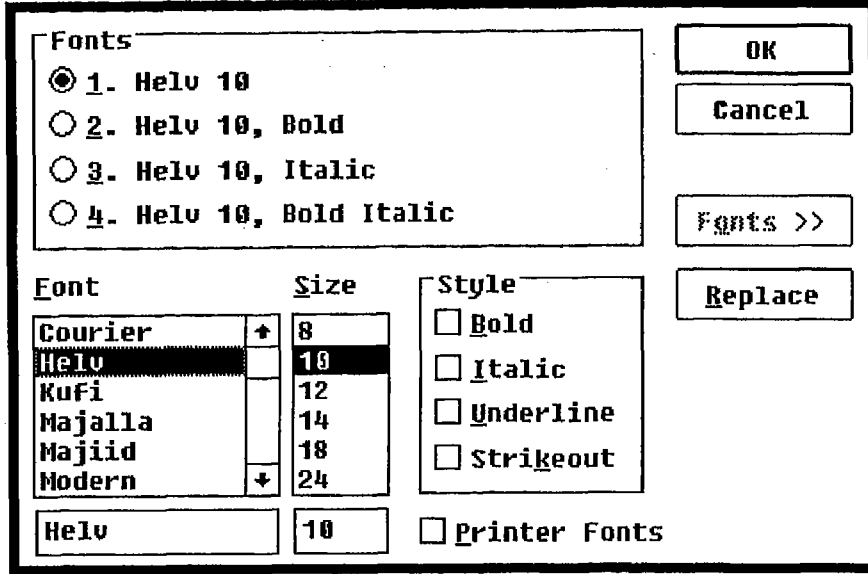 Fonts
1. Helv 10
2. Helv 10, Bold
3. Helv 10, Italic
4. Helv 10, Bold Italic
OK
Cancel
Fonts >>
Replace
Font
Courier
Helv
Kufi
Majalla
Majiid
Modern
Helv
Size
8
10
12
14
18
24
10
Style
Bold
Italic
Underline
Strikeout
Printer Fonts